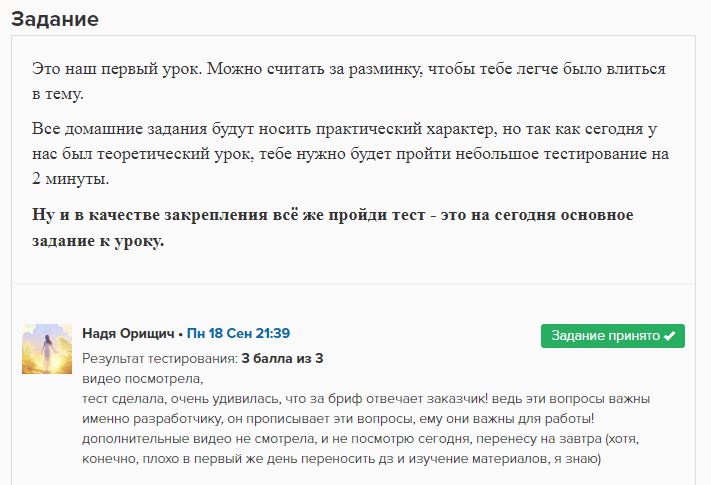 Задание
Это наш первый урок. Можно считать за разминку, чтобы тебе легче было влиться
в тему.
Все домашние задания будут носить практический характер, но так как сегодня у
нас был теоретический урок, тебе нужно будет пройти небольшое тестирование на
2 минуты.
Ну и в качестве закрепления всё же пройди тест - это на сегодня основное
задание к уроку.
Надя Орищич • Пн 18 Сен 21:39
Задание принято ✔
Результат тестирования: 3 балла из 3
видео посмотрела,
тест сделала, очень удивилась, что за бриф отвечает заказчик! ведь эти вопросы важны
именно разработчику, он прописывает эти вопросы, ему они важны для работы!
дополнительные видео не смотрела, и не посмотрю сегодня, перенесу на завтра (хотя,
конечно, плохо в первый же день переносить дз и изучение материалов, я знаю)